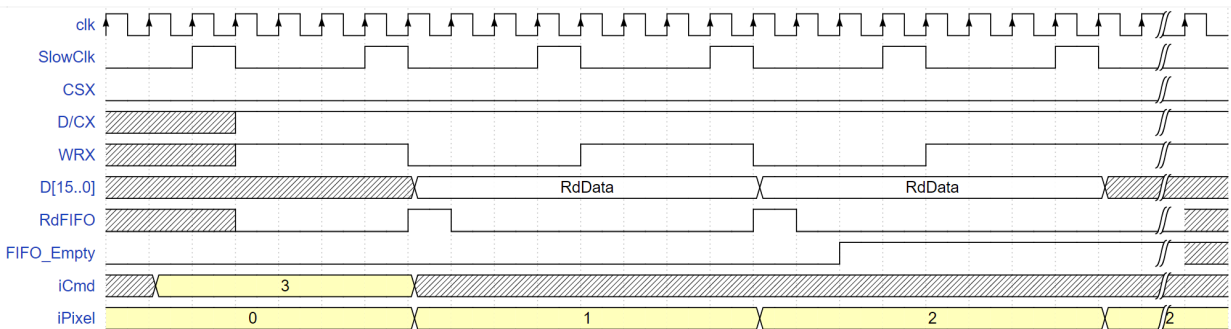 clk
SlowClk
CSX
D/CX
WRX
D[15..0] RdData RdData
RdFIFO
FIFO_Empty
iCmd 3
iPixel 0 1 2 2